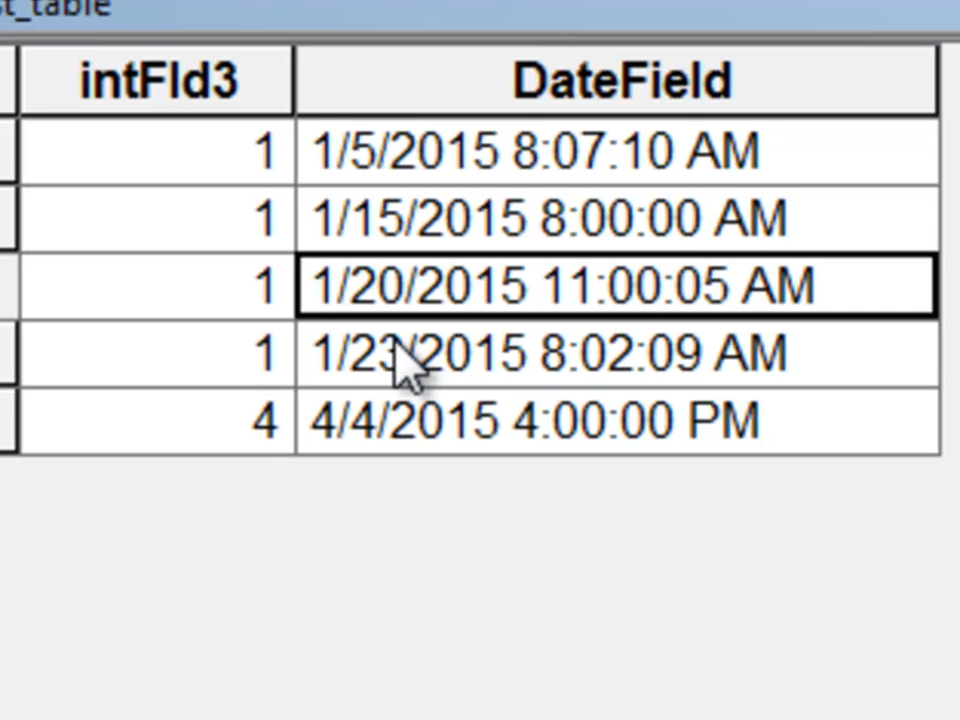 st_table
intFld3 DateField
1 1/5/2015 8:07:10 AM
1 1/15/2015 8:00:00 AM
1 1/20/2015 11:00:05 AM
1 1/23/2015 8:02:09 AM
4 4/4/2015 4:00:00 PM